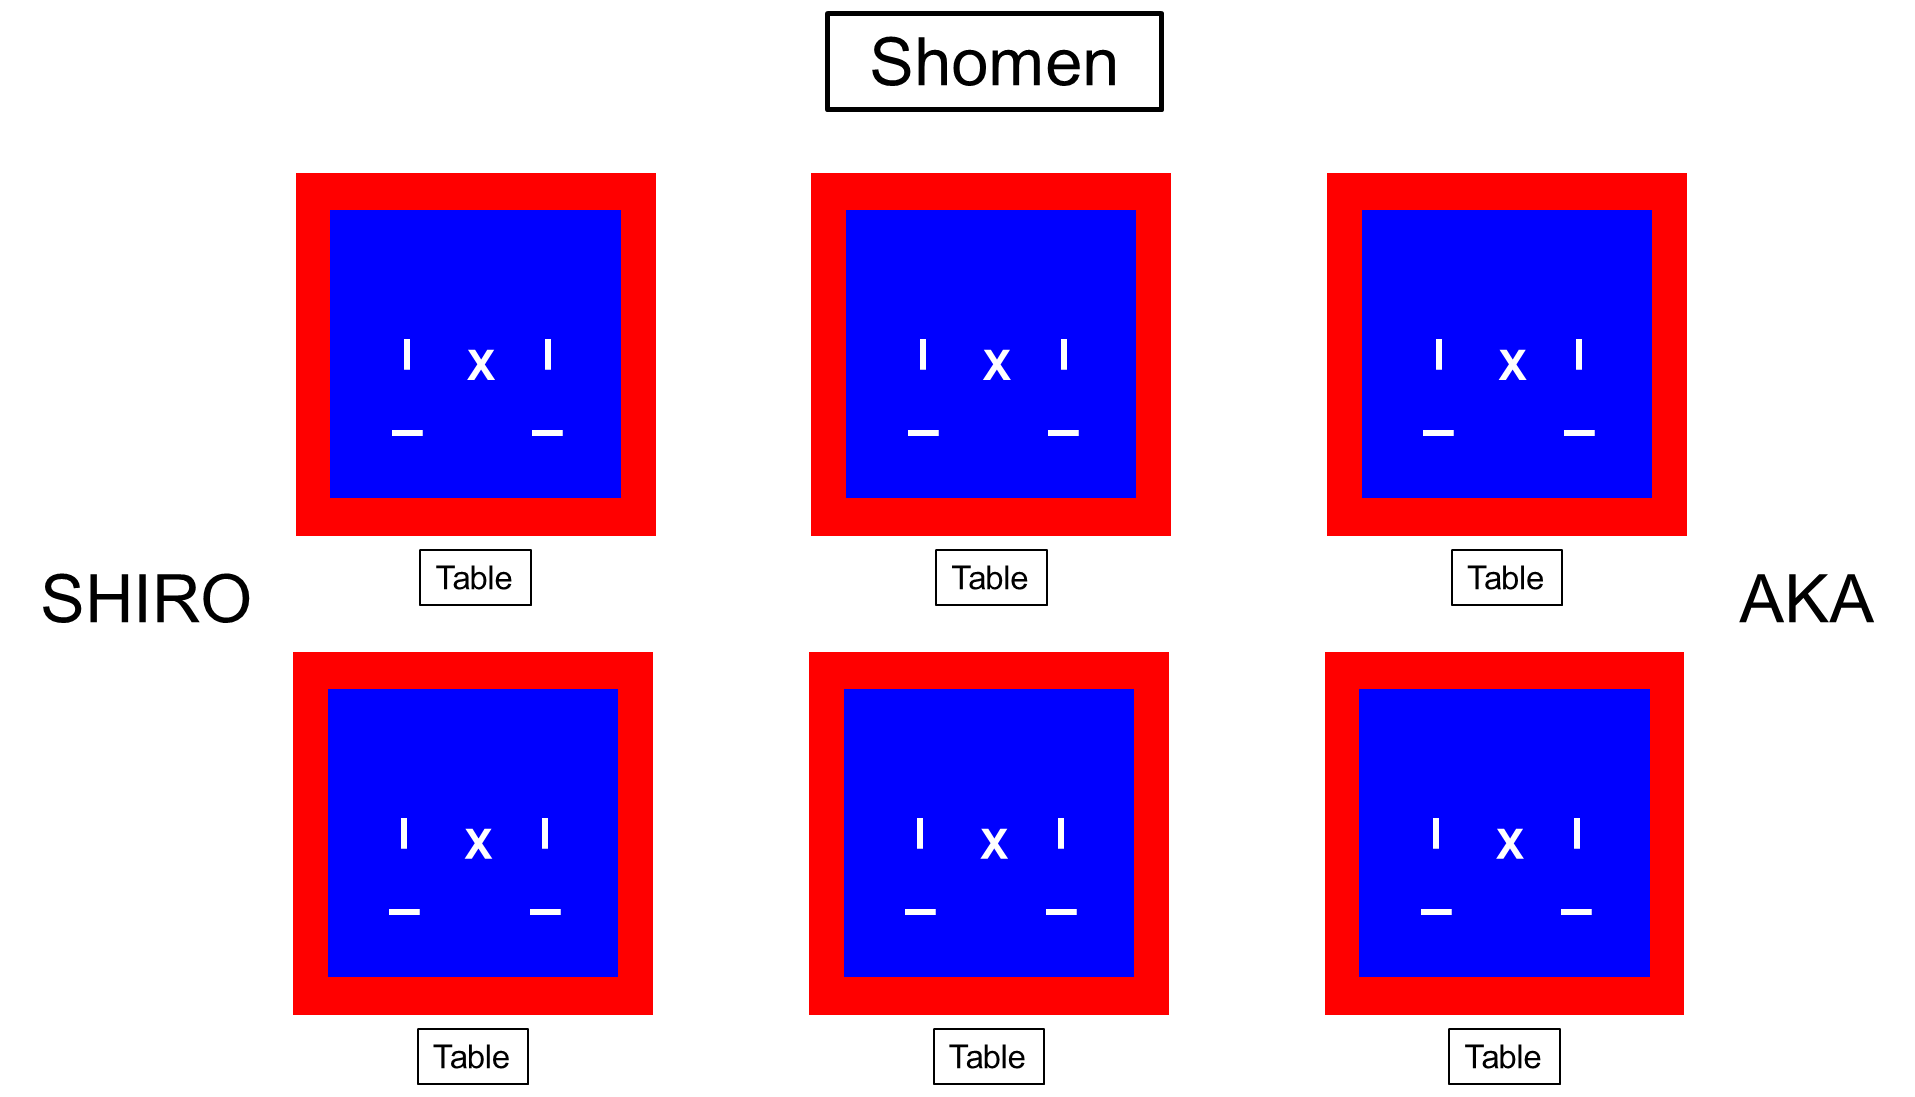 Shomen
x
x
x
Table
Table
Table
SHIRO
AKA
x
x
x
Table
Table
Table